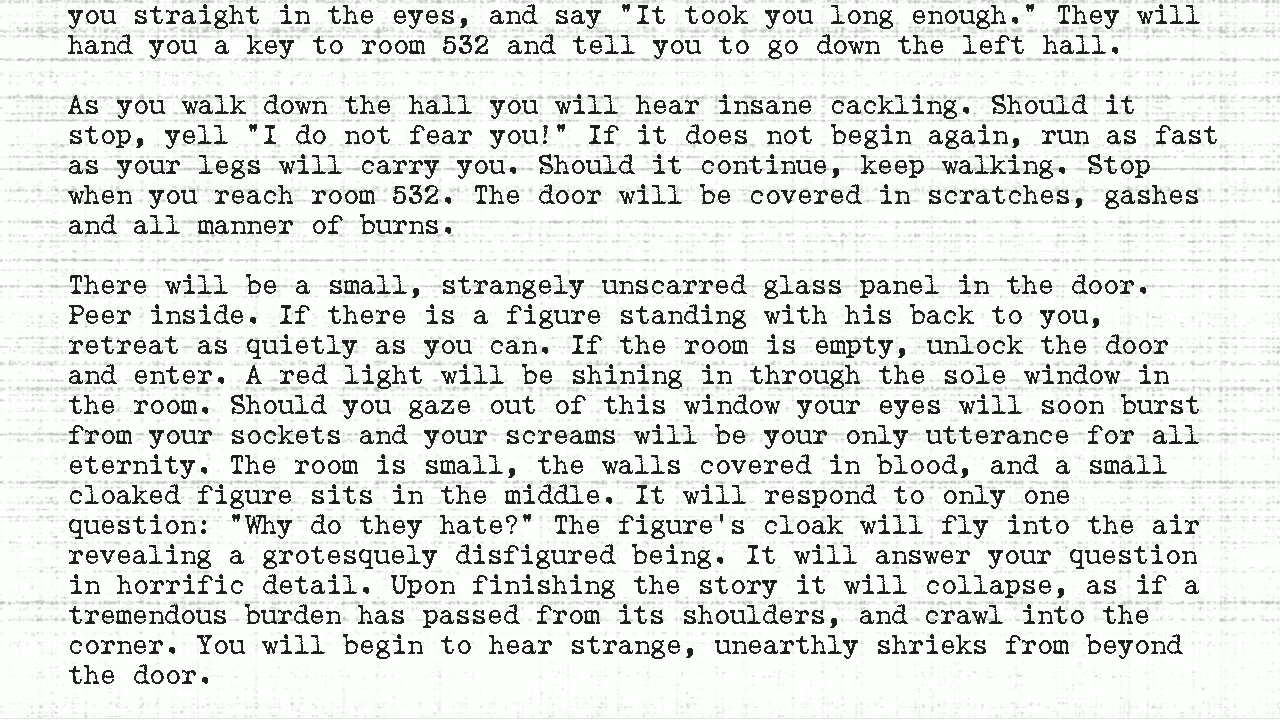 you straight in the eyes, and say "It took you long enough." They will
hand you a key to room 532 and tell you to go down the left hall.
As you walk down the hall you will hear insane cackling. Should it
stop, yell "I do not fear you!" If it does not begin again, run as fast
as your legs will carry you. Should it continue, keep walking. Stop
when you reach room 532. The door will be covered in scratches, gashes
and all manner of burns.
There will be a small, strangely unscarred glass panel in the door.
Peer inside. If there is a figure standing with his back to you,
retreat as quietly as you can. If the room is empty, unlock the door
and enter. A red light will be shining in through the sole window in
the room. Should you gaze out of this window your eyes will soon burst
from your sockets and your screams will be your only utterance for all
eternity. The room is small, the walls covered in blood, and a small
cloaked figure sits in the middle. It will respond to only one
question: "Why do they hate?" The figure's cloak will fly into the air
revealing a grotesquely disfigured being. It will answer your question
in horrific detail. Upon finishing the story it will collapse, as if a
tremendous burden has passed from its shoulders, and crawl into the
corner. You will begin to hear strange, unearthly shrieks from beyond
the door.